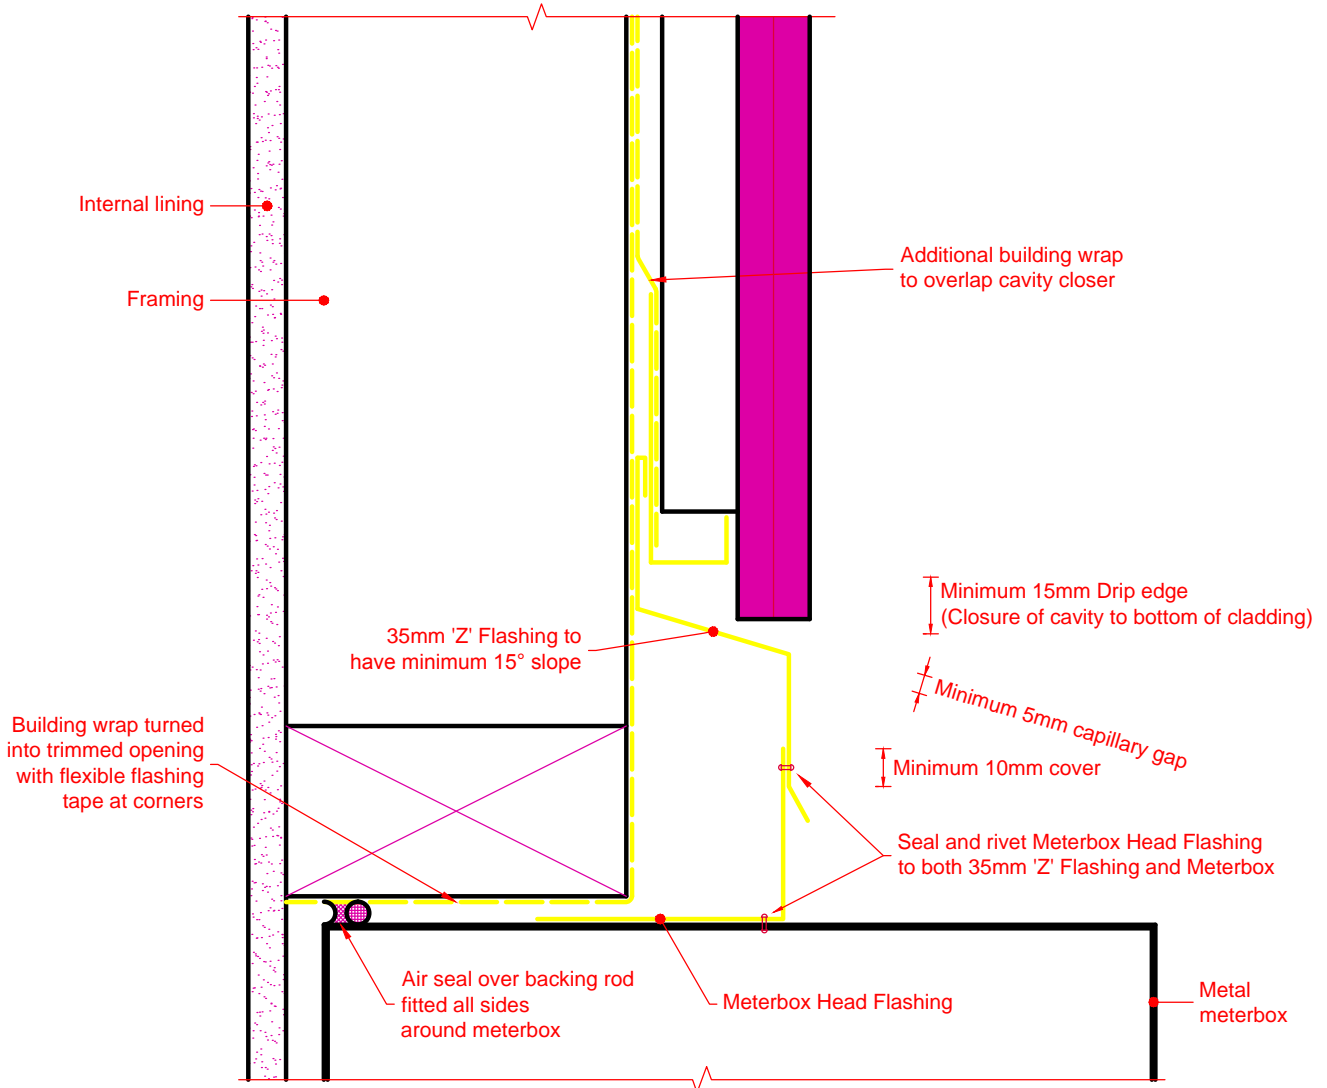 Internal lining
Framing
Additional building wrap
to overlap cavity closer
Minimum 15mm Drip edge
(Closure of cavity to bottom of cladding)
35mm 'Z' Flashing to
have minimum 15° slope
Minimum 5mm capillary gap
Building wrap turned
into trimmed opening
with flexible flashing
tape at corners
Minimum 10mm cover
Seal and rivet Meterbox Head Flashing
to both 35mm 'Z' Flashing and Meterbox
Air seal over backing rod
fitted all sides
around meterbox
Meterbox Head Flashing
Metal
meterbox